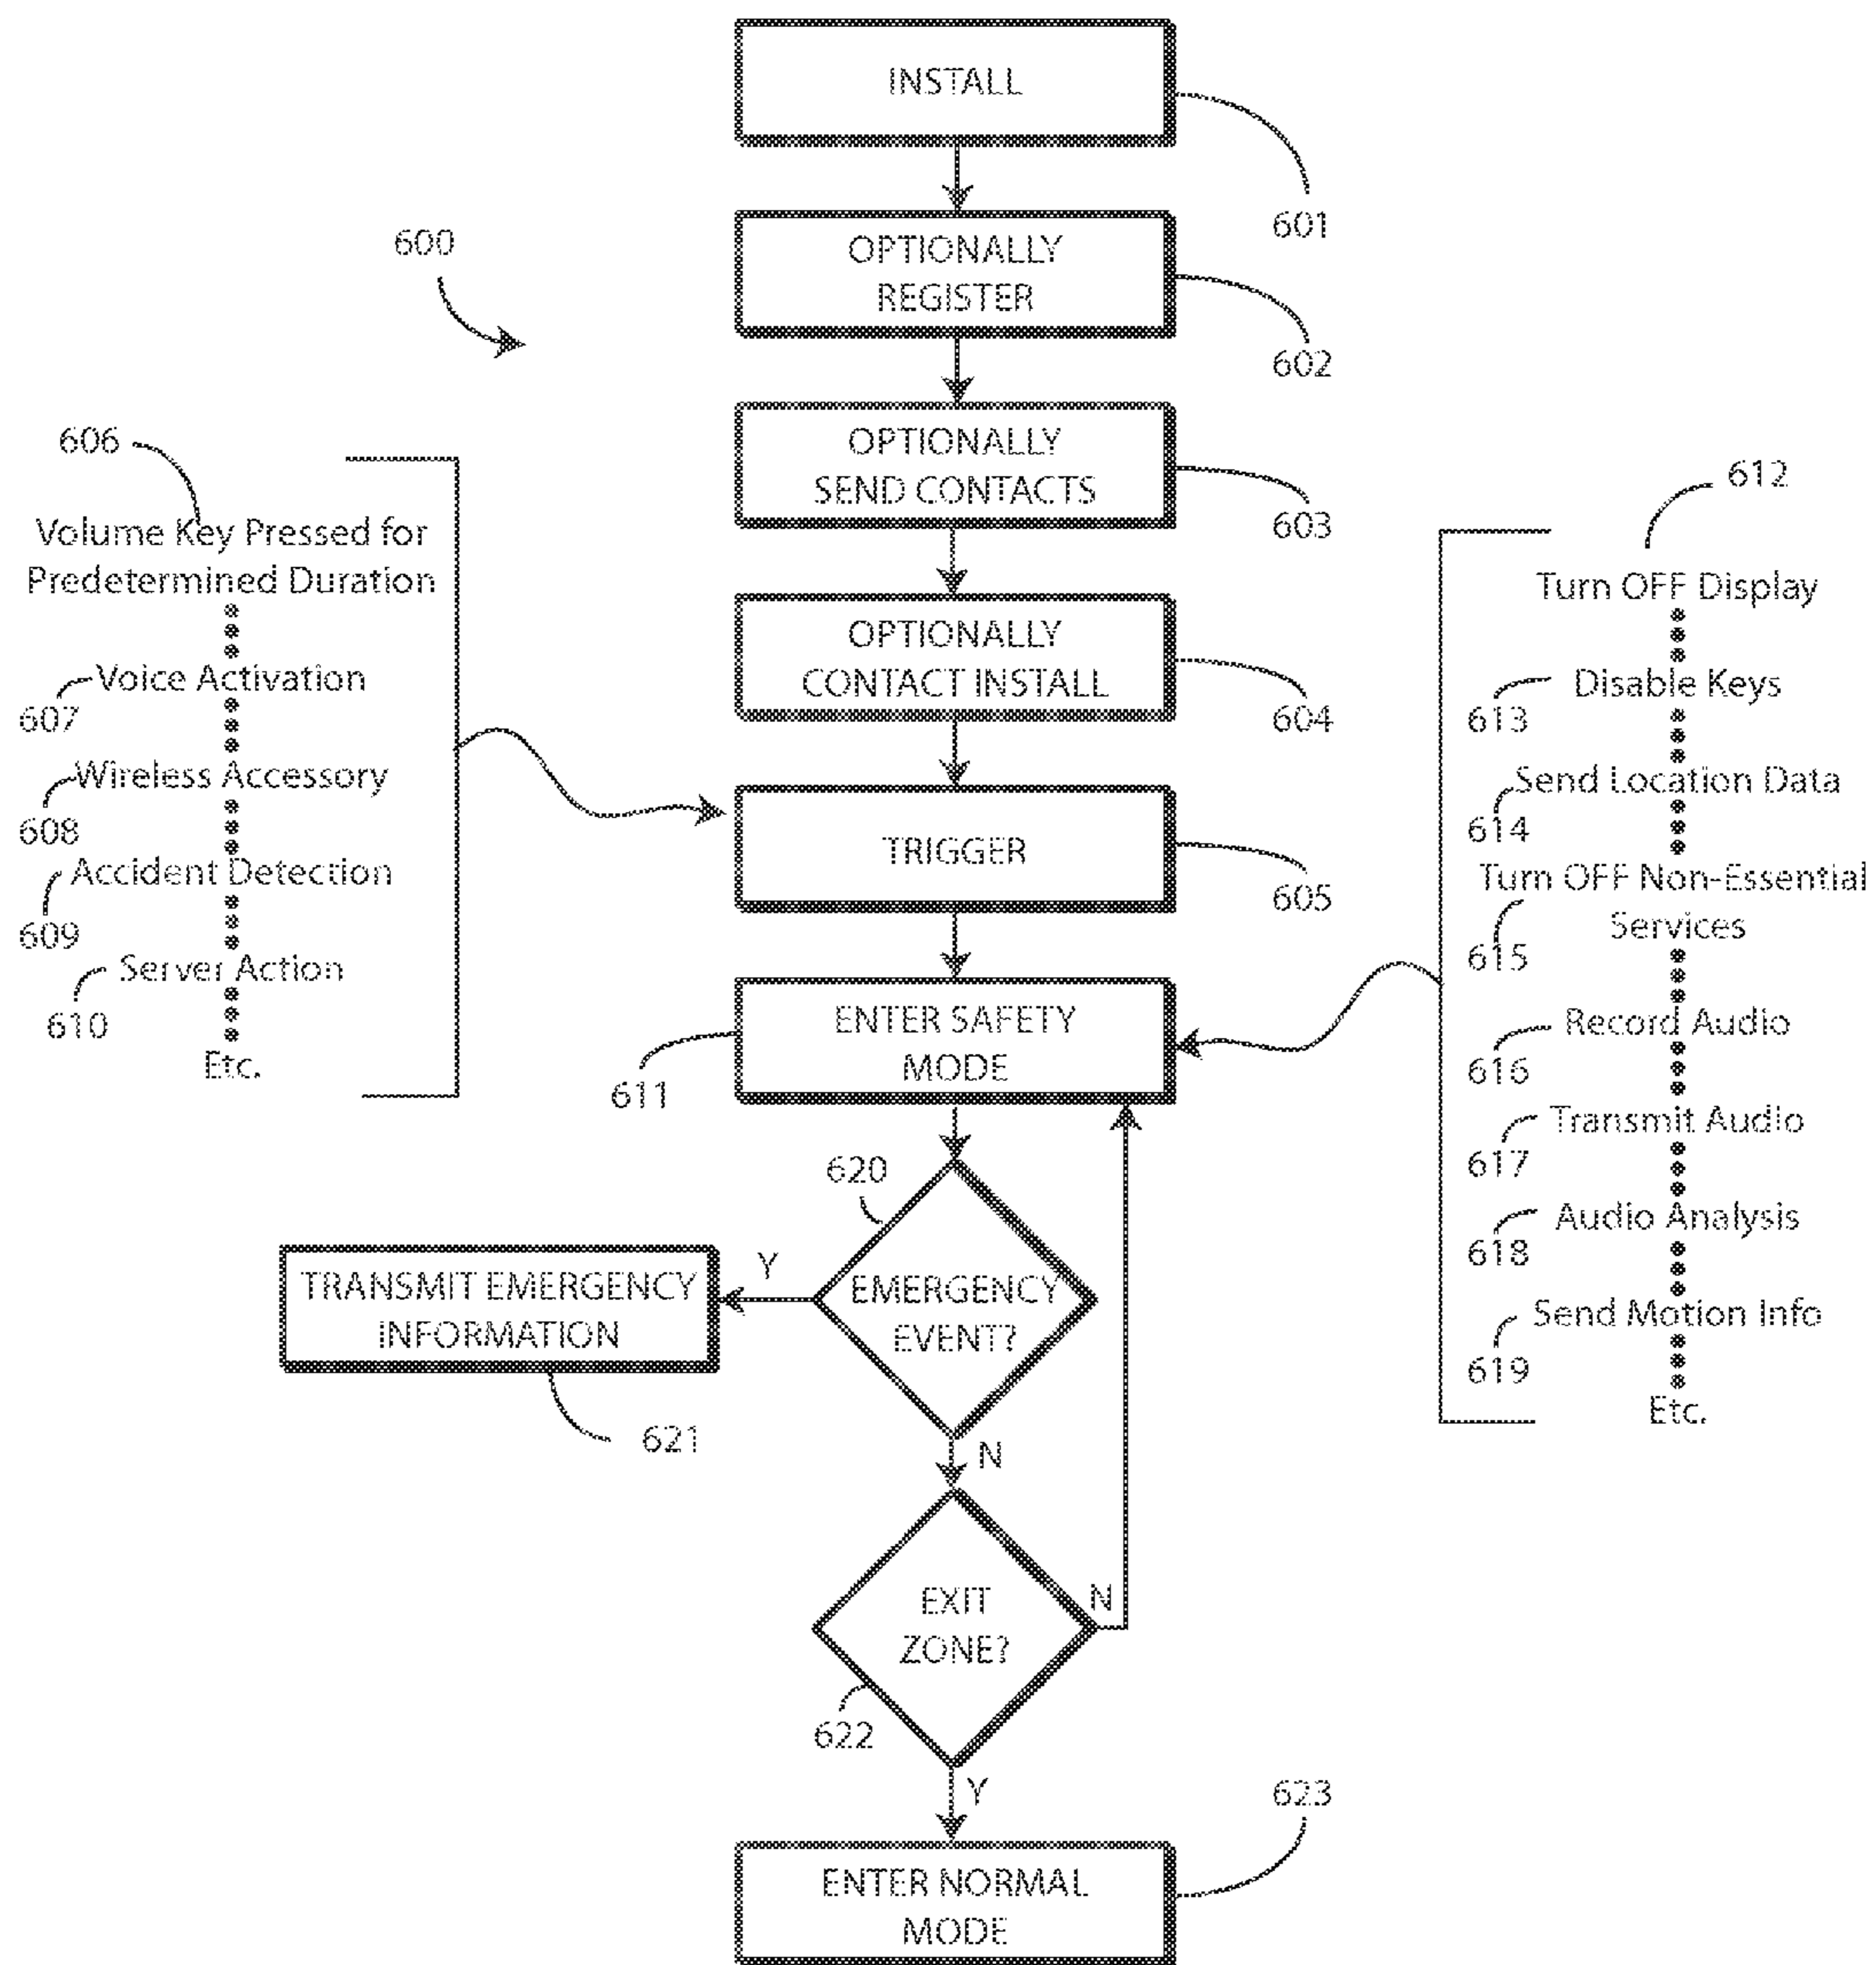 INSTALL
601
600
OPTIONALLY
REGISTER
602
OPTIONALLY
SEND CONTACTS
603
OPTIONALLY
CONTACT INSTALL
604
606
Volume Key Pressed for
Predetermined Duration
Voice Activation
607
Wireless Accessory
608
Accident Detection
609
Server Action
610
Etc.
TRIGGER
605
ENTER SAFETY
MODE
611
612
Turn OFF Display
Disable Keys
613
Send Location Data
614
Turn OFF Non-Essential
Services
615
Record Audio
616
Transmit Audio
617
Audio Analysis
618
Send Motion Info
619
Etc.
620
EMERGENCY
EVENT?
Y
TRANSMIT EMERGENCY
INFORMATION
621
N
EXIT
ZONE?
N
622
Y
623
ENTER NORMAL
MODE